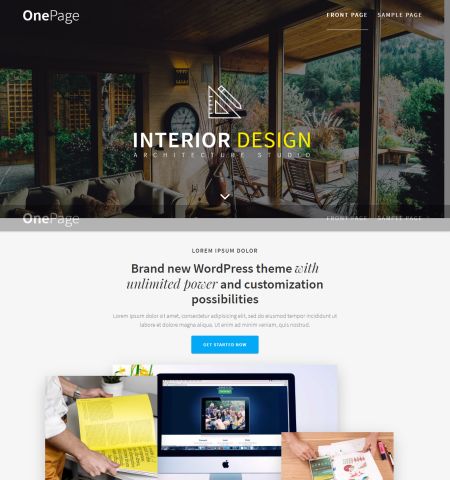 OnePage
FRONT PAGE SAMPLE PAGE
INTERIOR DESIGN
ARCHITECTURE STUDIO
OnePage
FRONT PAGE SAMPLE PAGE
LOREM IPSUM DOLOR
Brand new WordPress theme with
unlimited power and customization
possibilities
Lorem ipsum dolor sit amet, consectetur adipiscing elit, sed do eiusmod tempor incididunt ut
labore et dolore magna aliqua. Ut enim ad minim veniam, quis nostrud.
GET STARTED NOW